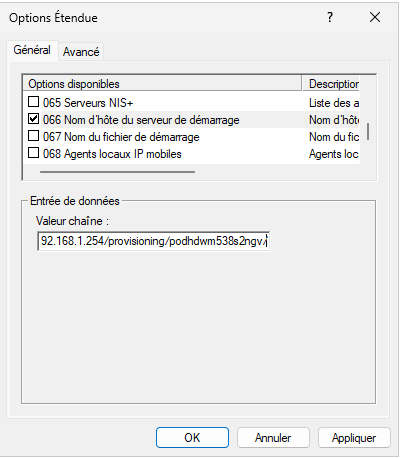 Options Étendue
Général Avancé
Options disponibles Description
065 Serveurs NIS+ Liste des a
066 Nom d'hôte du serveur de démarrage Nom d'hôte
067 Nom du fichier de démarrage Nom du fic
068 Agents locaux IP mobiles Agents loc
Entrée de données
Valeur chaîne :
92.168.1.254/provisioning/podhdwm538s2ngv/
OK Annuler Appliquer